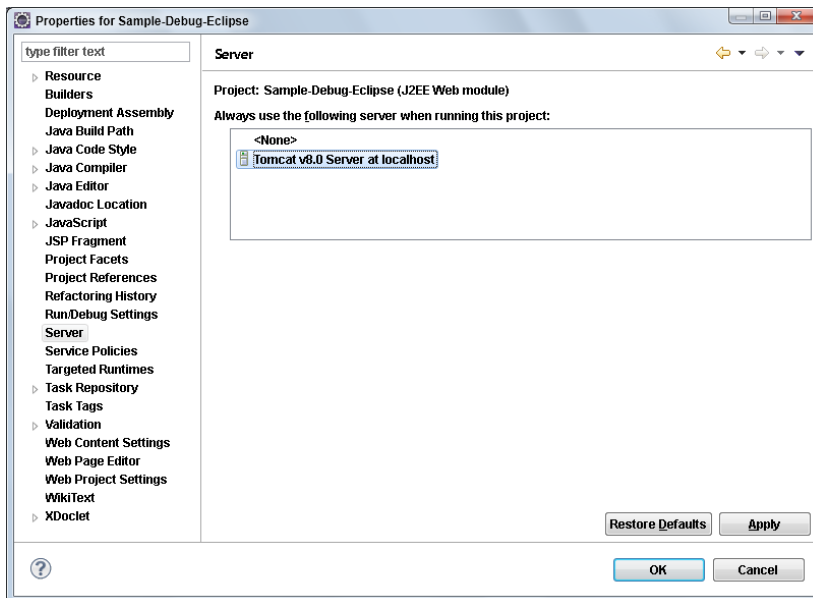 Properties for Sample-Debug-Eclipse
type filter text
Resource
Builders
Deployment Assembly
Java Build Path
Java Code Style
Java Compiler
Java Editor
Javadoc Location
JavaScript
JSP Fragment
Project Facets
Project References
Refactoring History
Run/Debug Settings
Server
Service Policies
Targeted Runtimes
Task Repository
Task Tags
Validation
Web Content Settings
Web Page Editor
Web Project Settings
WikiText
XDoclet
Server
Project: Sample-Debug-Eclipse (J2EE Web module)
Always use the following server when running this project:
<None>
Tomcat v8.0 Server at localhost
Restore Defaults
Apply
?
OK
Cancel